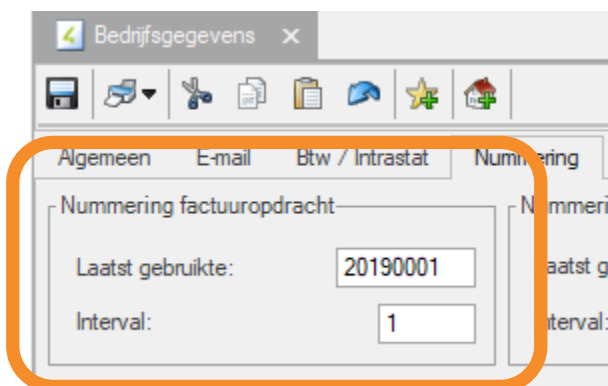 Bedrijfsgegevens
Algemeen E-mail Btw / Intrastat Nummering
Nummering factuuropdracht
Laatst gebruikte: 20190001
Interval: 1